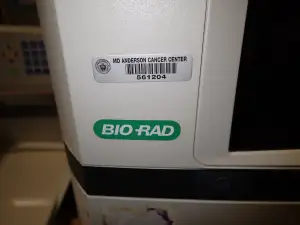 MD ANDERSON CANCER CENTER
561204
BIO-RAD